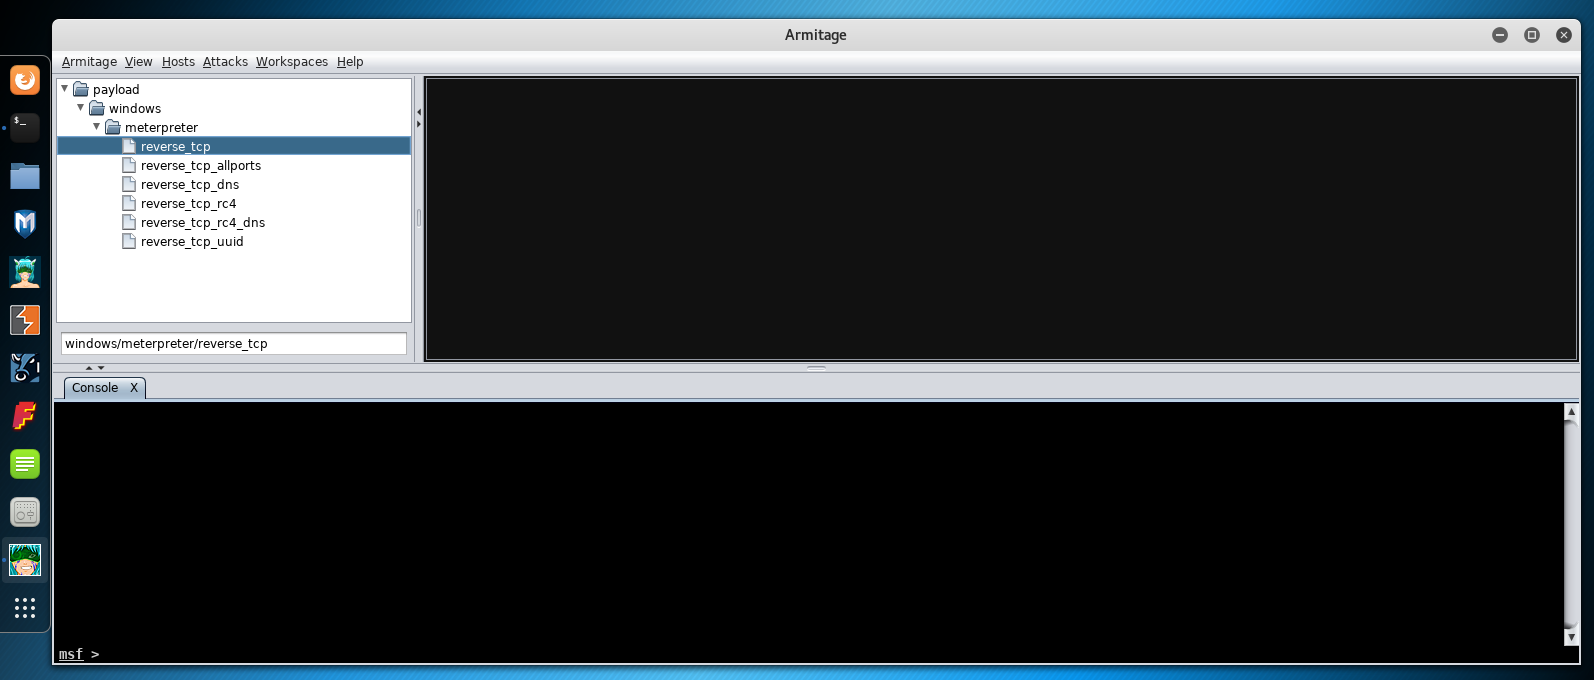 Armitage
Armitage View Hosts Attacks Workspaces Help
payload
windows
meterpreter
reverse_tcp
reverse_tcp_allports
reverse_tcp_dns
reverse_tcp_rc4
reverse_tcp_rc4_dns
reverse_tcp_uuid
windows/meterpreter/reverse_tcp
Console X
msf >
$_